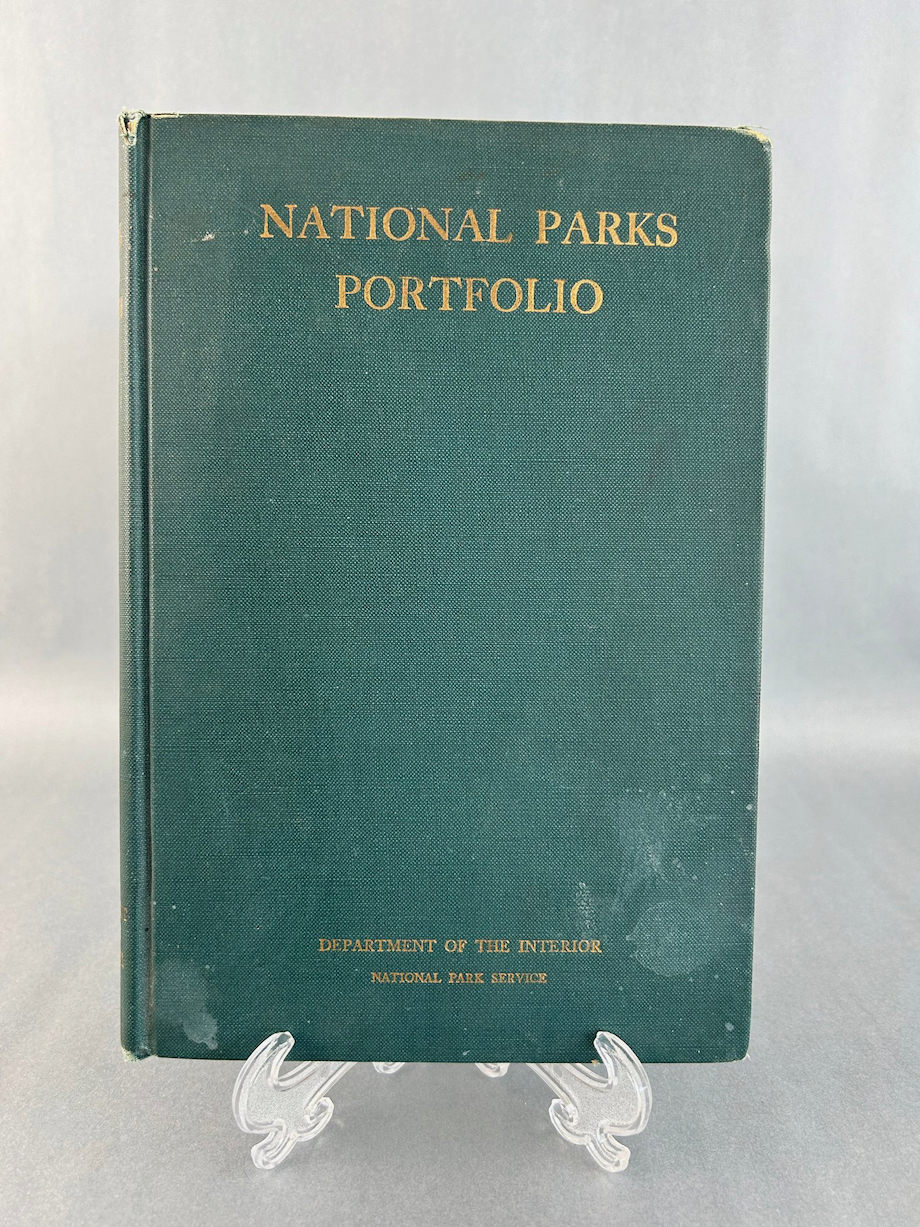 NATIONAL PARKS
PORTFOLIO
DEPARTMENT OF THE INTERIOR
NATIONAL PARK SERVICE